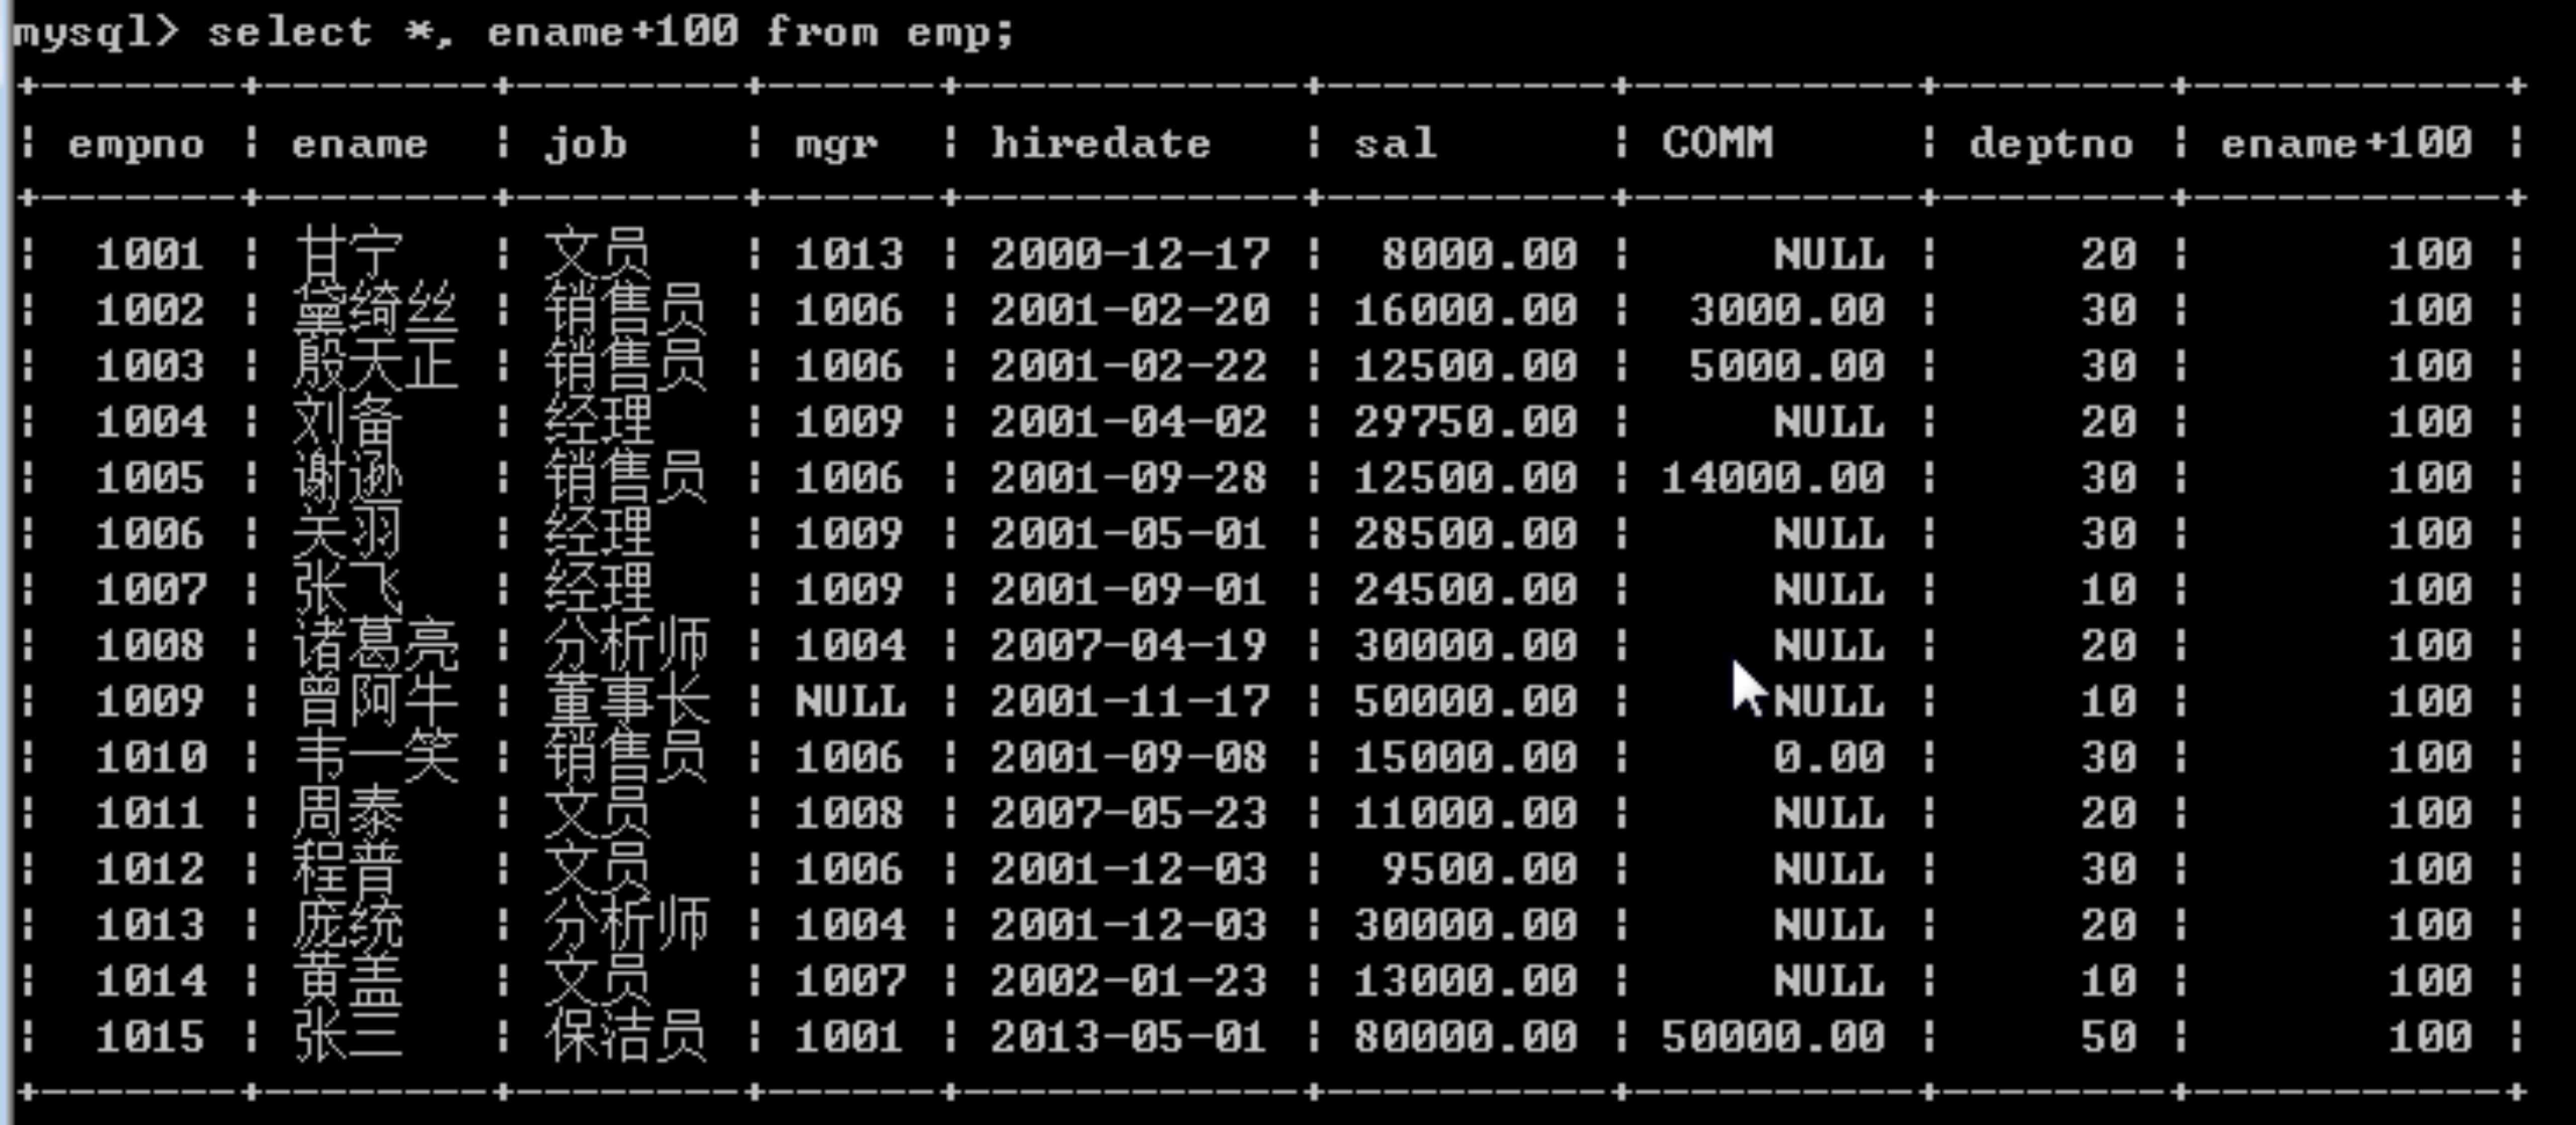 mysql> select *, ename+100 from emp;
+-------+--------+--------+------+------------+----------+----------+--------+-----------+
| empno | ename | job | mgr | hiredate | sal | COMM | deptno | ename+100 |
+-------+--------+--------+------+------------+----------+----------+--------+-----------+
| 1001 | 甘宁 | 文员 | 1013 | 2000-12-17 | 8000.00 | NULL | 20 | 100 |
| 1002 | 黛绮丝 | 销售员 | 1006 | 2001-02-20 | 16000.00 | 3000.00 | 30 | 100 |
| 1003 | 殷天正 | 销售员 | 1006 | 2001-02-22 | 12500.00 | 5000.00 | 30 | 100 |
| 1004 | 刘备 | 经理 | 1009 | 2001-04-02 | 29750.00 | NULL | 20 | 100 |
| 1005 | 谢逊 | 销售员 | 1006 | 2001-09-28 | 12500.00 | 14000.00 | 30 | 100 |
| 1006 | 关羽 | 经理 | 1009 | 2001-05-01 | 28500.00 | NULL | 30 | 100 |
| 1007 | 张飞 | 经理 | 1009 | 2001-09-01 | 24500.00 | NULL | 10 | 100 |
| 1008 | 诸葛亮 | 分析师 | 1004 | 2007-04-19 | 30000.00 | NULL | 20 | 100 |
| 1009 | 曾阿牛 | 董事长 | NULL | 2001-11-17 | 50000.00 | NULL | 10 | 100 |
| 1010 | 韦一笑 | 销售员 | 1006 | 2001-09-08 | 15000.00 | 0.00 | 30 | 100 |
| 1011 | 周泰 | 文员 | 1008 | 2007-05-23 | 11000.00 | NULL | 20 | 100 |
| 1012 | 程普 | 文员 | 1006 | 2001-12-03 | 9500.00 | NULL | 30 | 100 |
| 1013 | 庞统 | 分析师 | 1004 | 2001-12-03 | 30000.00 | NULL | 20 | 100 |
| 1014 | 黄盖 | 文员 | 1007 | 2002-01-23 | 13000.00 | NULL | 10 | 100 |
| 1015 | 张三 | 保洁员 | 1001 | 2013-05-01 | 80000.00 | 50000.00 | 50 | 100 |
+-------+--------+--------+------+------------+----------+----------+--------+-----------+